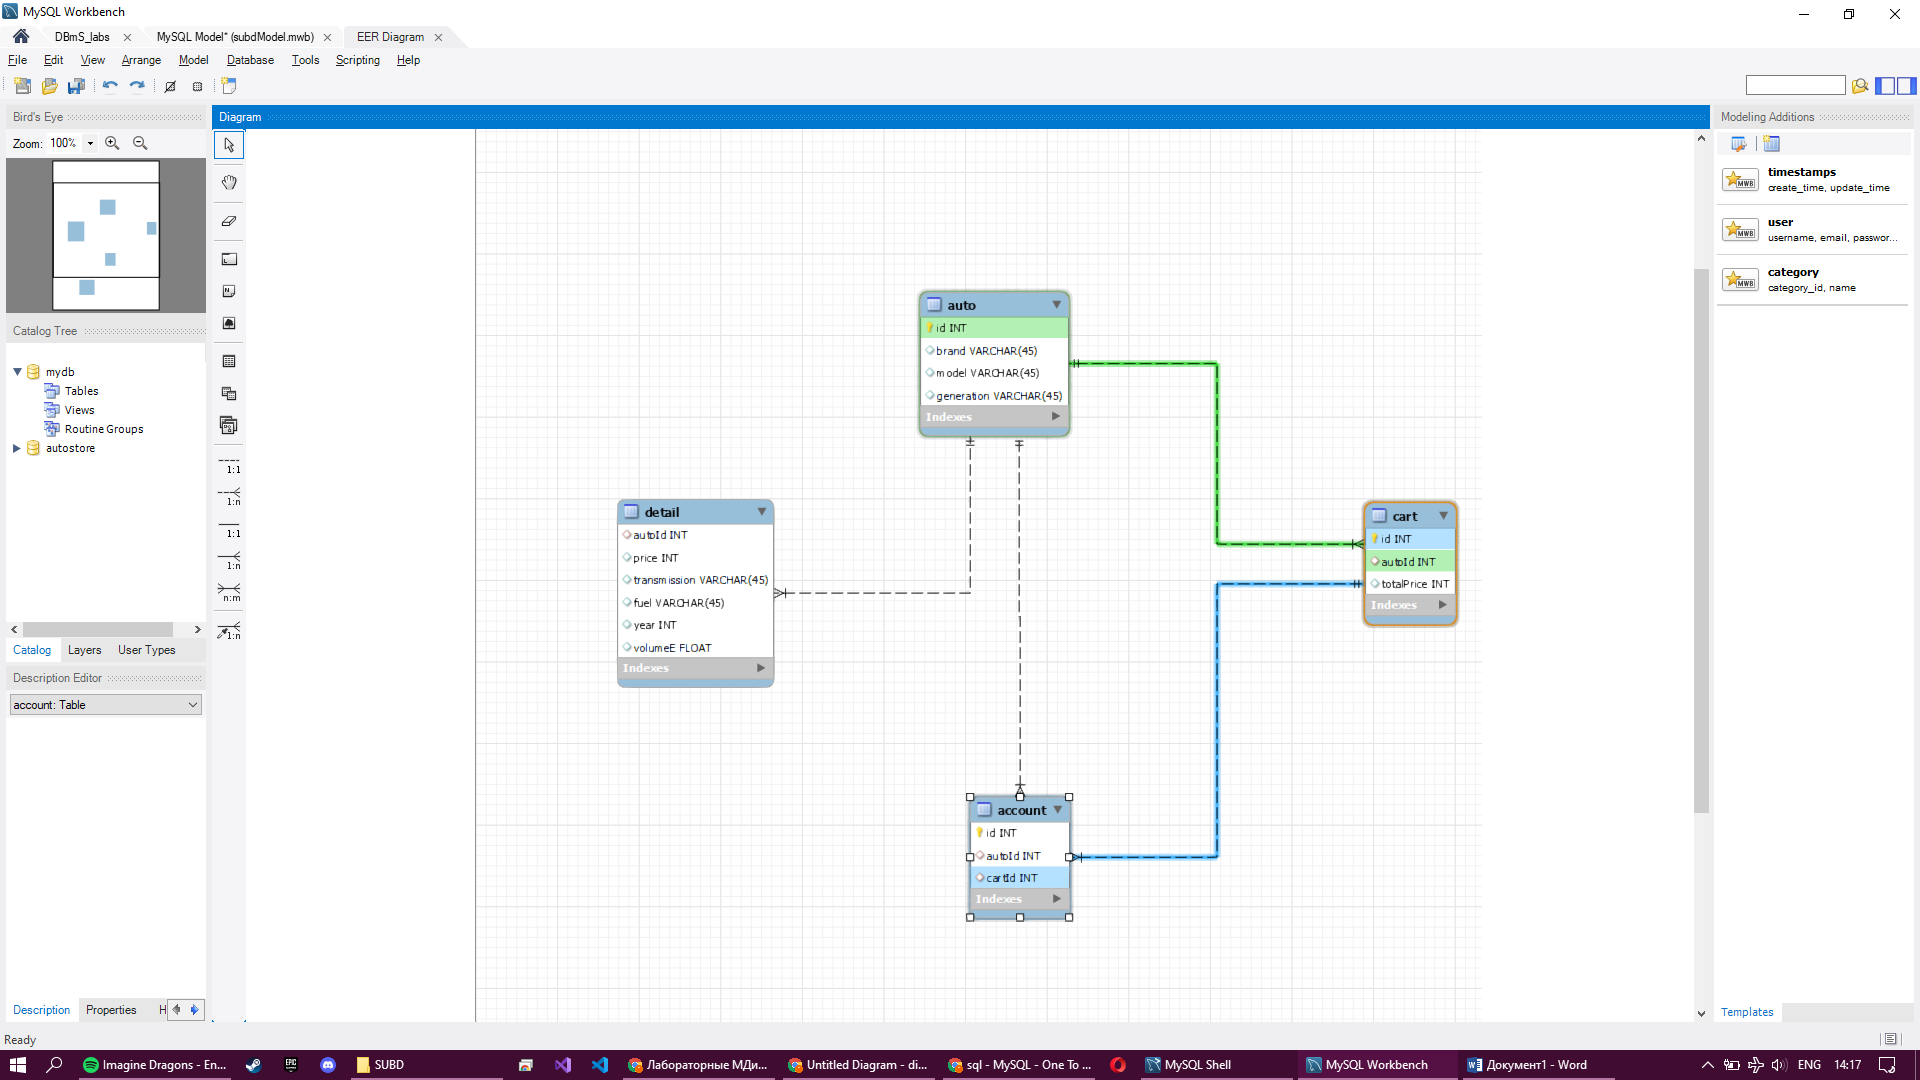 MySQL Workbench
DBmS_labs
MySQL Model* (subdModel.mwb)
EER Diagram
File Edit View Arrange Model Database Tools Scripting Help
Bird's Eye
Zoom: 100%
Catalog Tree
mydb
Tables
Views
Routine Groups
autostore
Catalog Layers User Types
Description Editor
account: Table
Description Properties H
Ready
Diagram
1:1
1:n
1:1
1:n
n:m
1:n
auto
id INT
brand VARCHAR(45)
model VARCHAR(45)
generation VARCHAR(45)
Indexes
detail
autoId INT
price INT
transmission VARCHAR(45)
fuel VARCHAR(45)
year INT
volumeE FLOAT
Indexes
cart
id INT
autoId INT
totalPrice INT
Indexes
account
id INT
autoId INT
cartId INT
Indexes
Modeling Additions
MWB
timestamps
create_time, update_time
MWB
user
username, email, passwor...
MWB
category
category_id, name
Templates
Imagine Dragons - En...
EPIC
SUBD
Лабораторные МДи...
Untitled Diagram - di...
sql - MySQL - One To ...
MySQL Shell
MySQL Workbench
Документ1 - Word
ENG
14:17